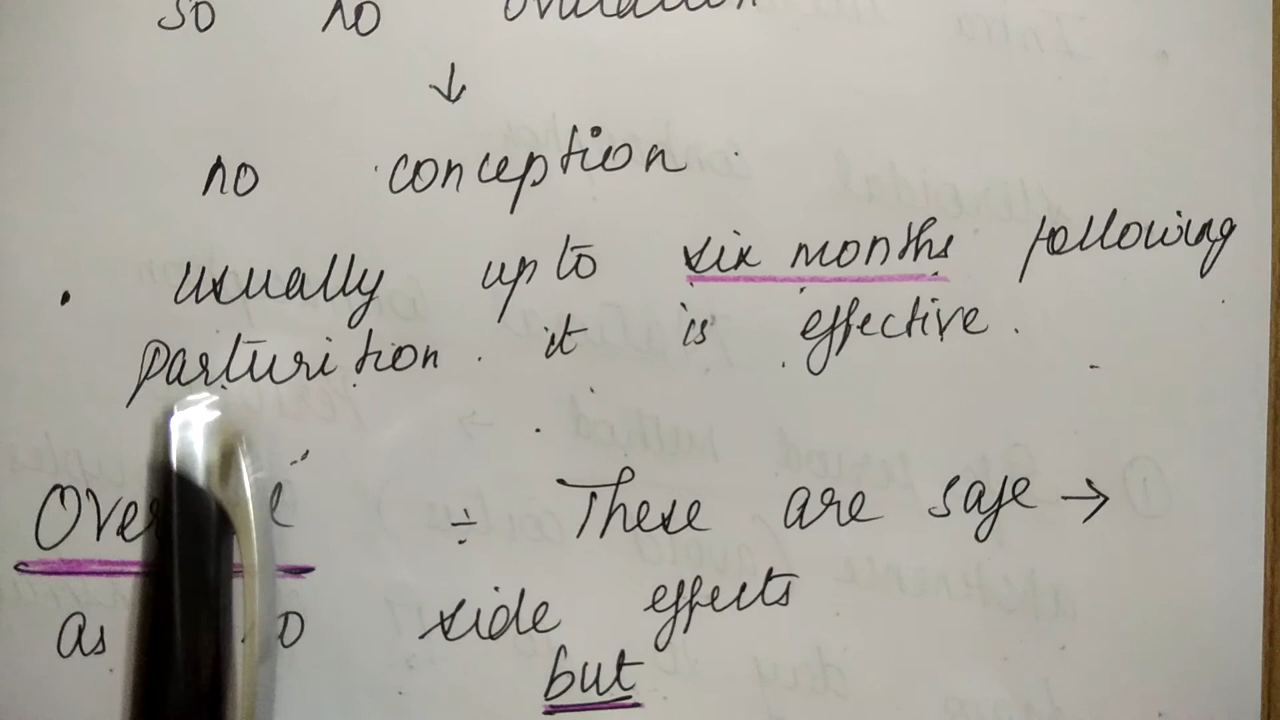 so no ovulation
↓
no conception
. usually upto six months following
parturition it is effective.
÷ These are safe →
as side effects
but